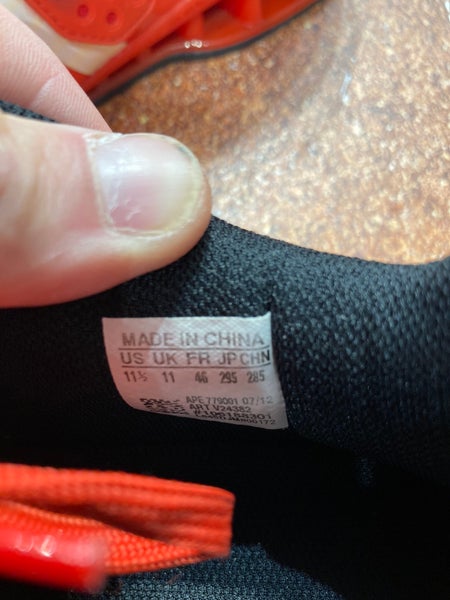 MADE IN CHINA
US UK FR JP CHN
11½ 11 46 295 285
APE 779001 07/12
ART V24382